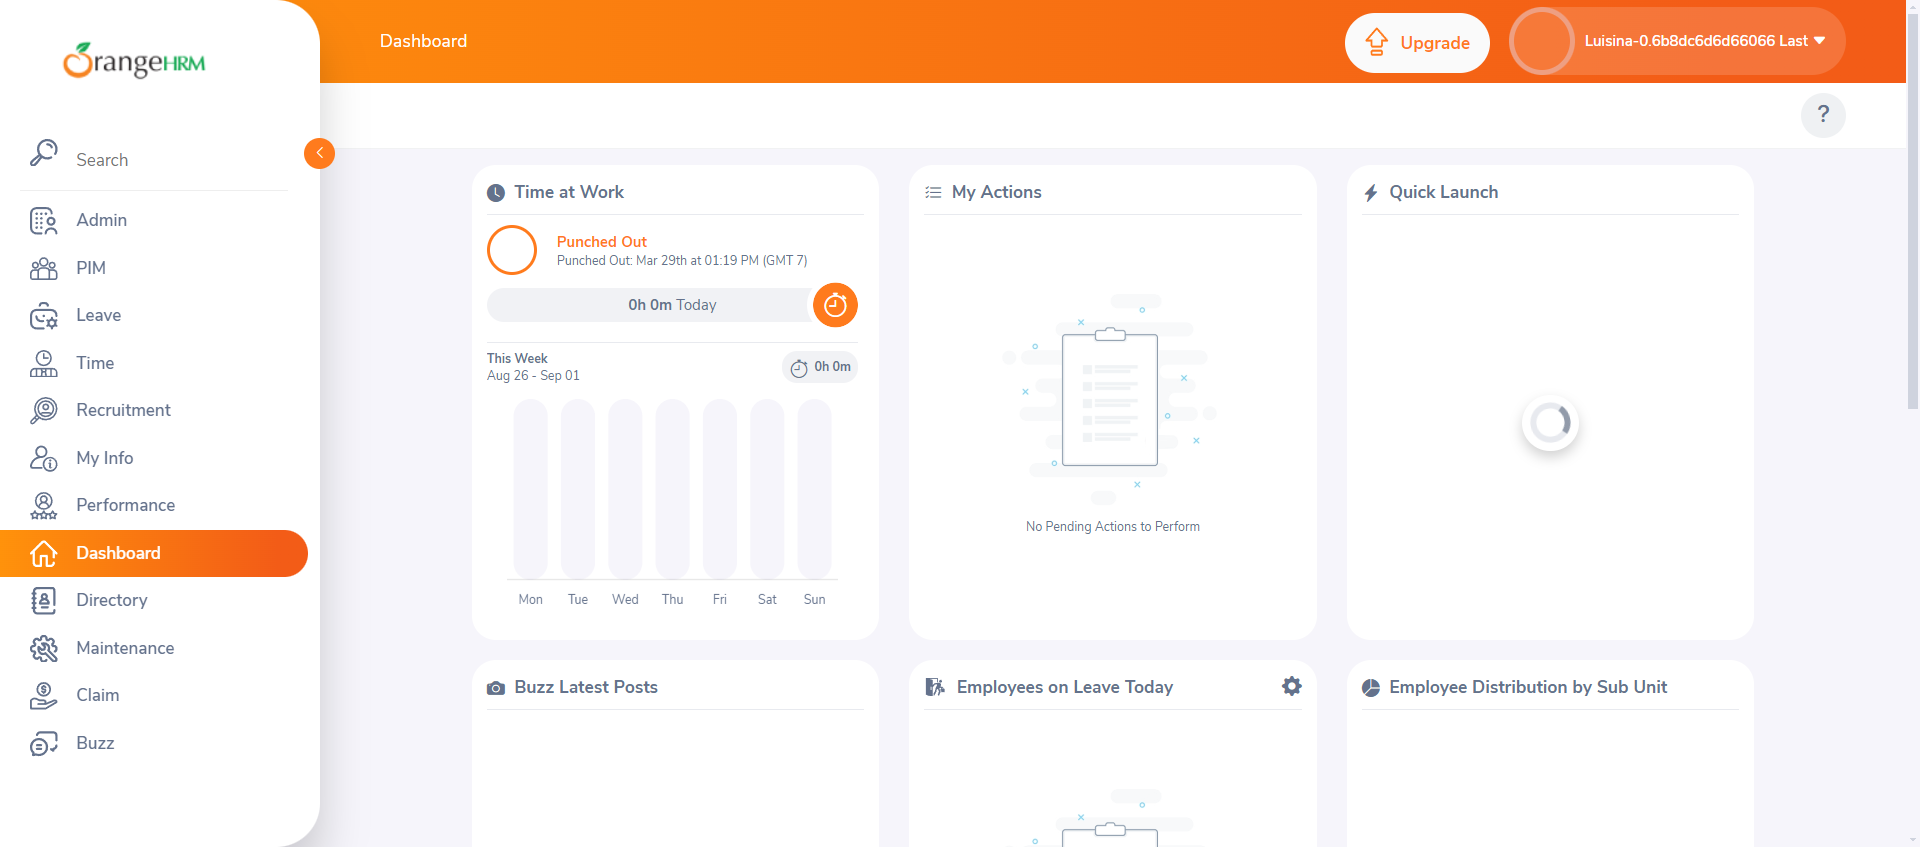 OrangeHRM
Dashboard
Upgrade
Luisina-0.6b8dc6d6d66066 Last
?
Search
Admin
PIM
Leave
Time
Recruitment
My Info
Performance
Dashboard
Directory
Maintenance
Claim
Buzz
Time at Work
Punched Out
Punched Out: Mar 29th at 01:19 PM (GMT 7)
0h 0m Today
This Week
Aug 26 - Sep 01
0h 0m
Mon Tue Wed Thu Fri Sat Sun
My Actions
No Pending Actions to Perform
Quick Launch
Buzz Latest Posts
Employees on Leave Today
Employee Distribution by Sub Unit